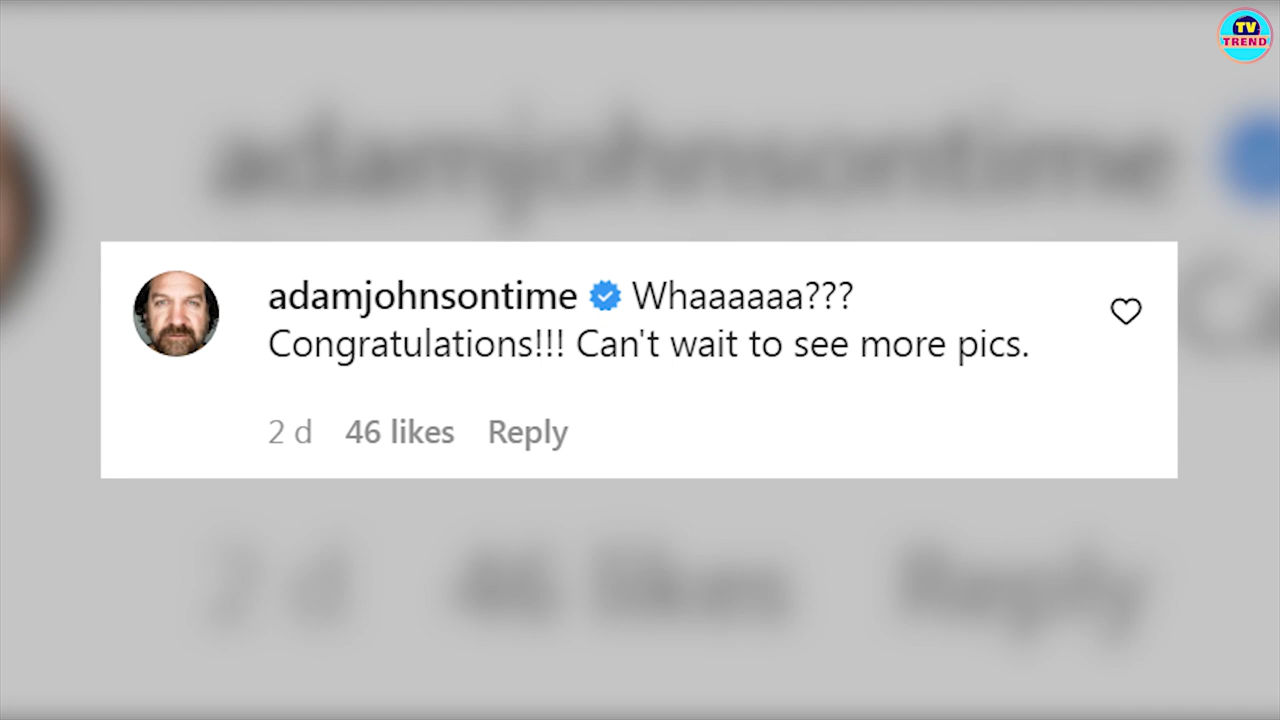 TV
TREND
adamjohnsontime Whaaaaaa???
Congratulations!!! Can't wait to see more pics.
2 d 46 likes Reply